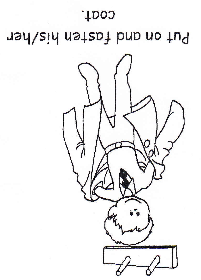 Put on and fasten his/her
coat.